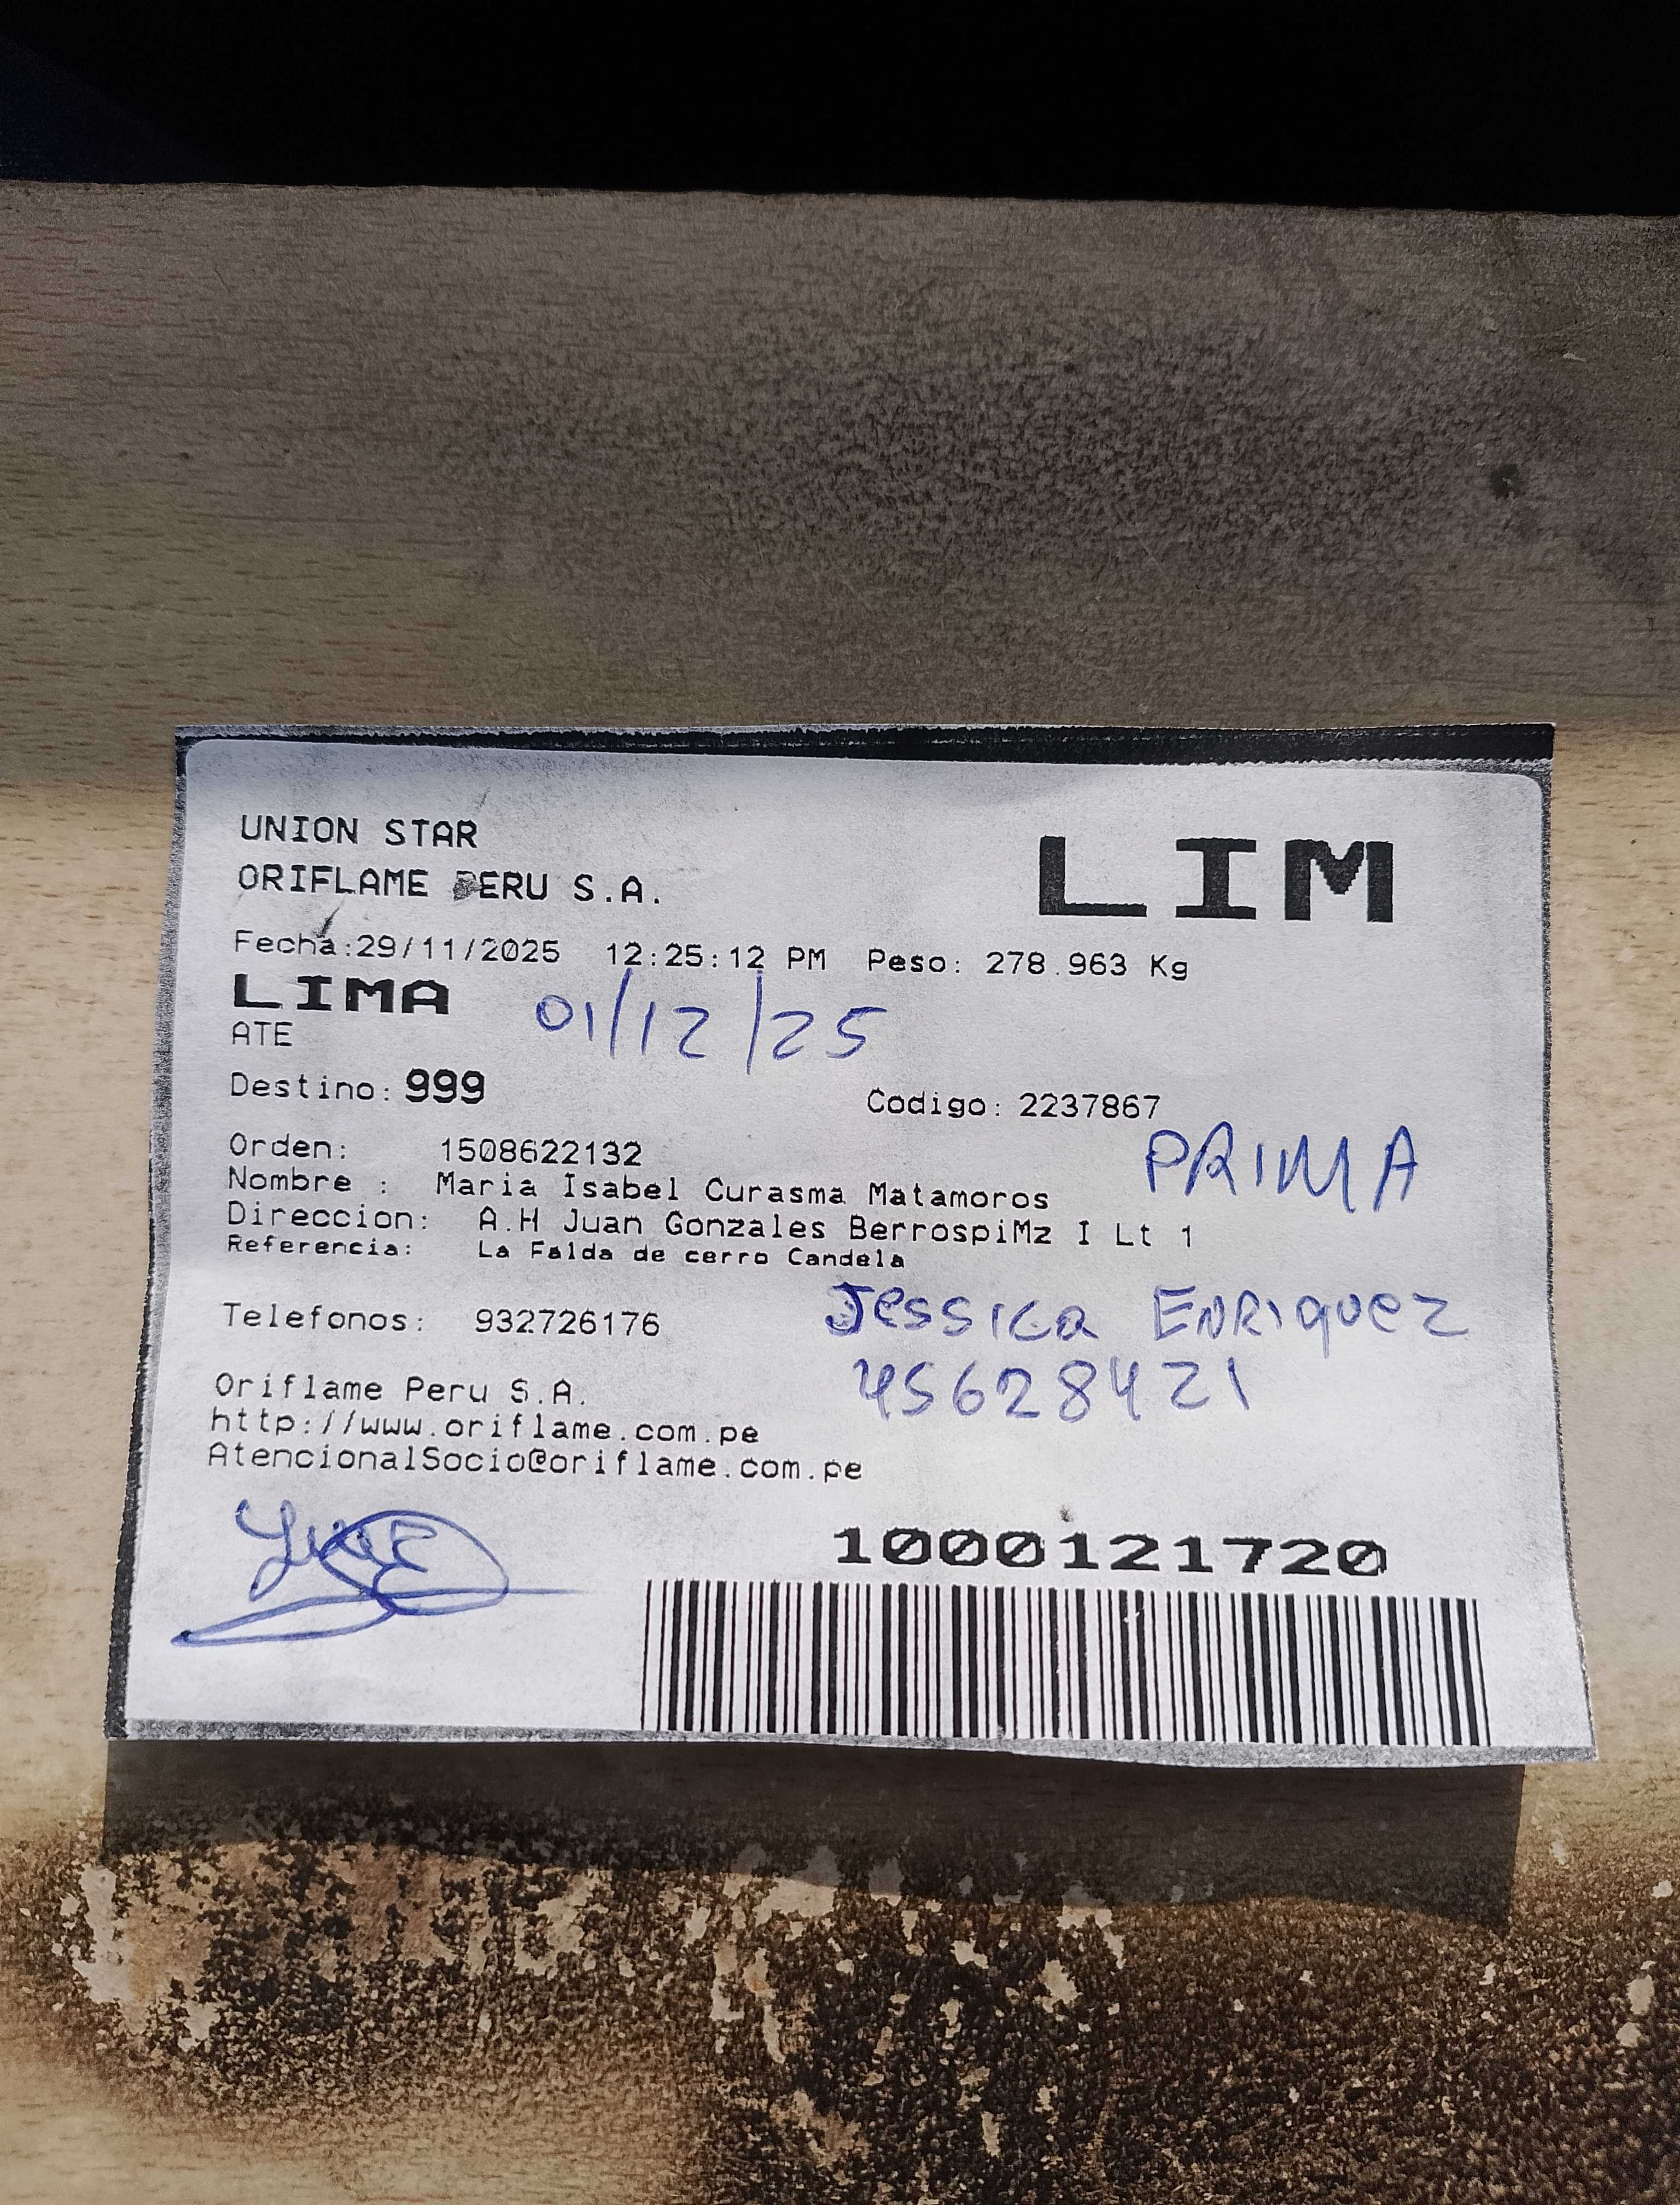 UNION STAR
LIM
ORIFLAME PERU S.A.
Fecha:29/11/2025 12:25:12 PM Peso: 278.963 Kg
LIMA
01/12/25
ATE
Destino: 999
Codigo: 2237867
PRIMA
Orden: 1508622132
Nombre : Maria Isabel Curasma Matamoros
Direccion: A.H Juan Gonzales BerrospiMz I Lt 1
Referencia: La Falda de cerro Candela
Jessica ENRiquez
Telefonos: 932726176
45628421
Oriflame Peru S.A.
http://www.oriflame.com.pe
AtencionalSocio@oriflame.com.pe
1000121720